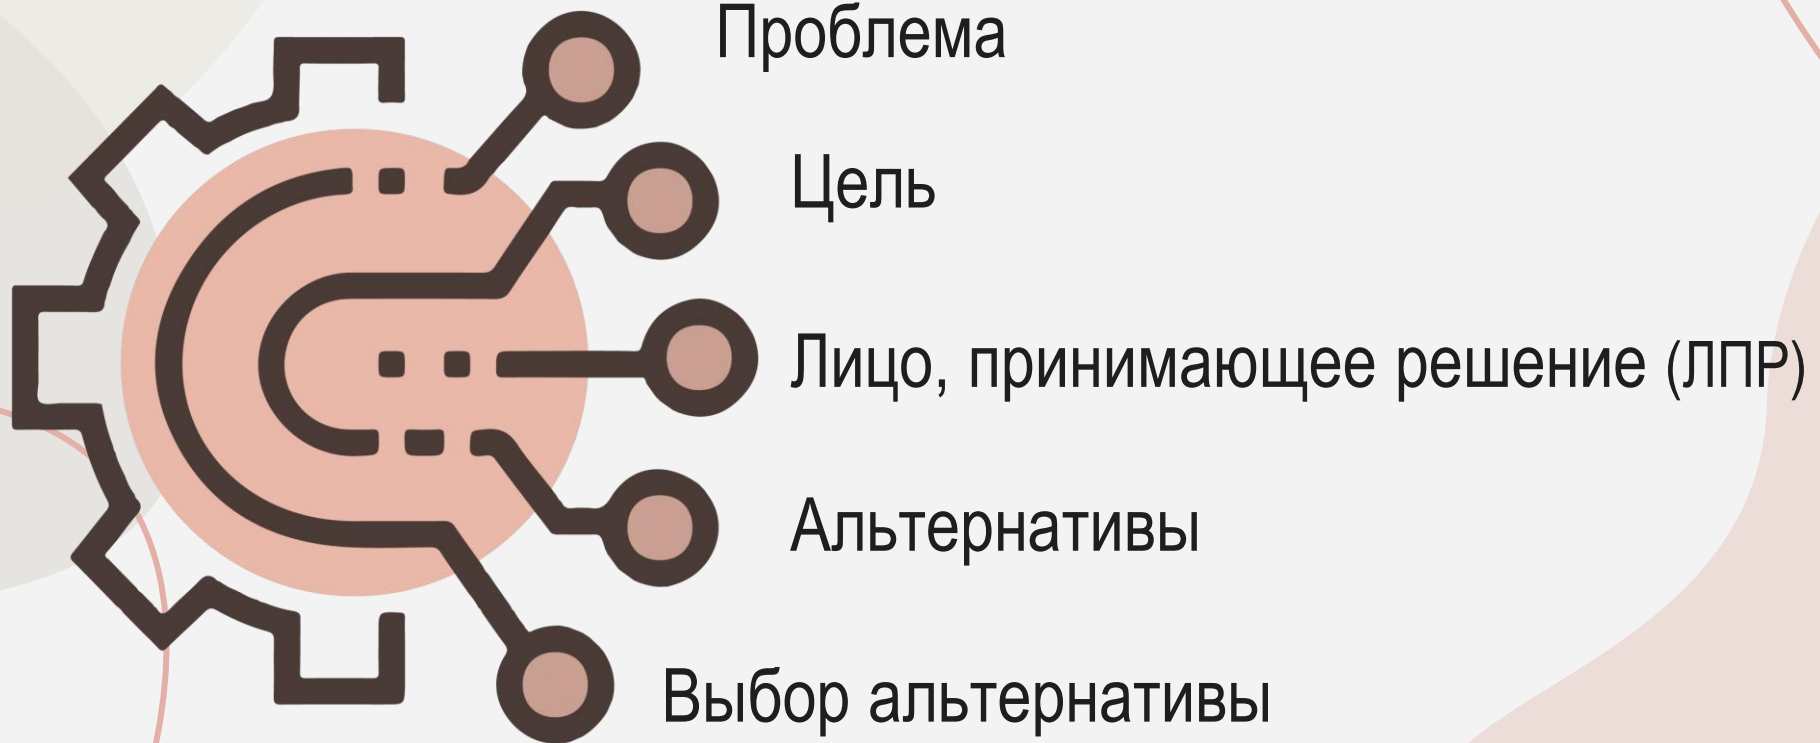 Проблема
Цель
Лицо, принимающее решение (ЛПР)
Альтернативы
Выбор альтернативы